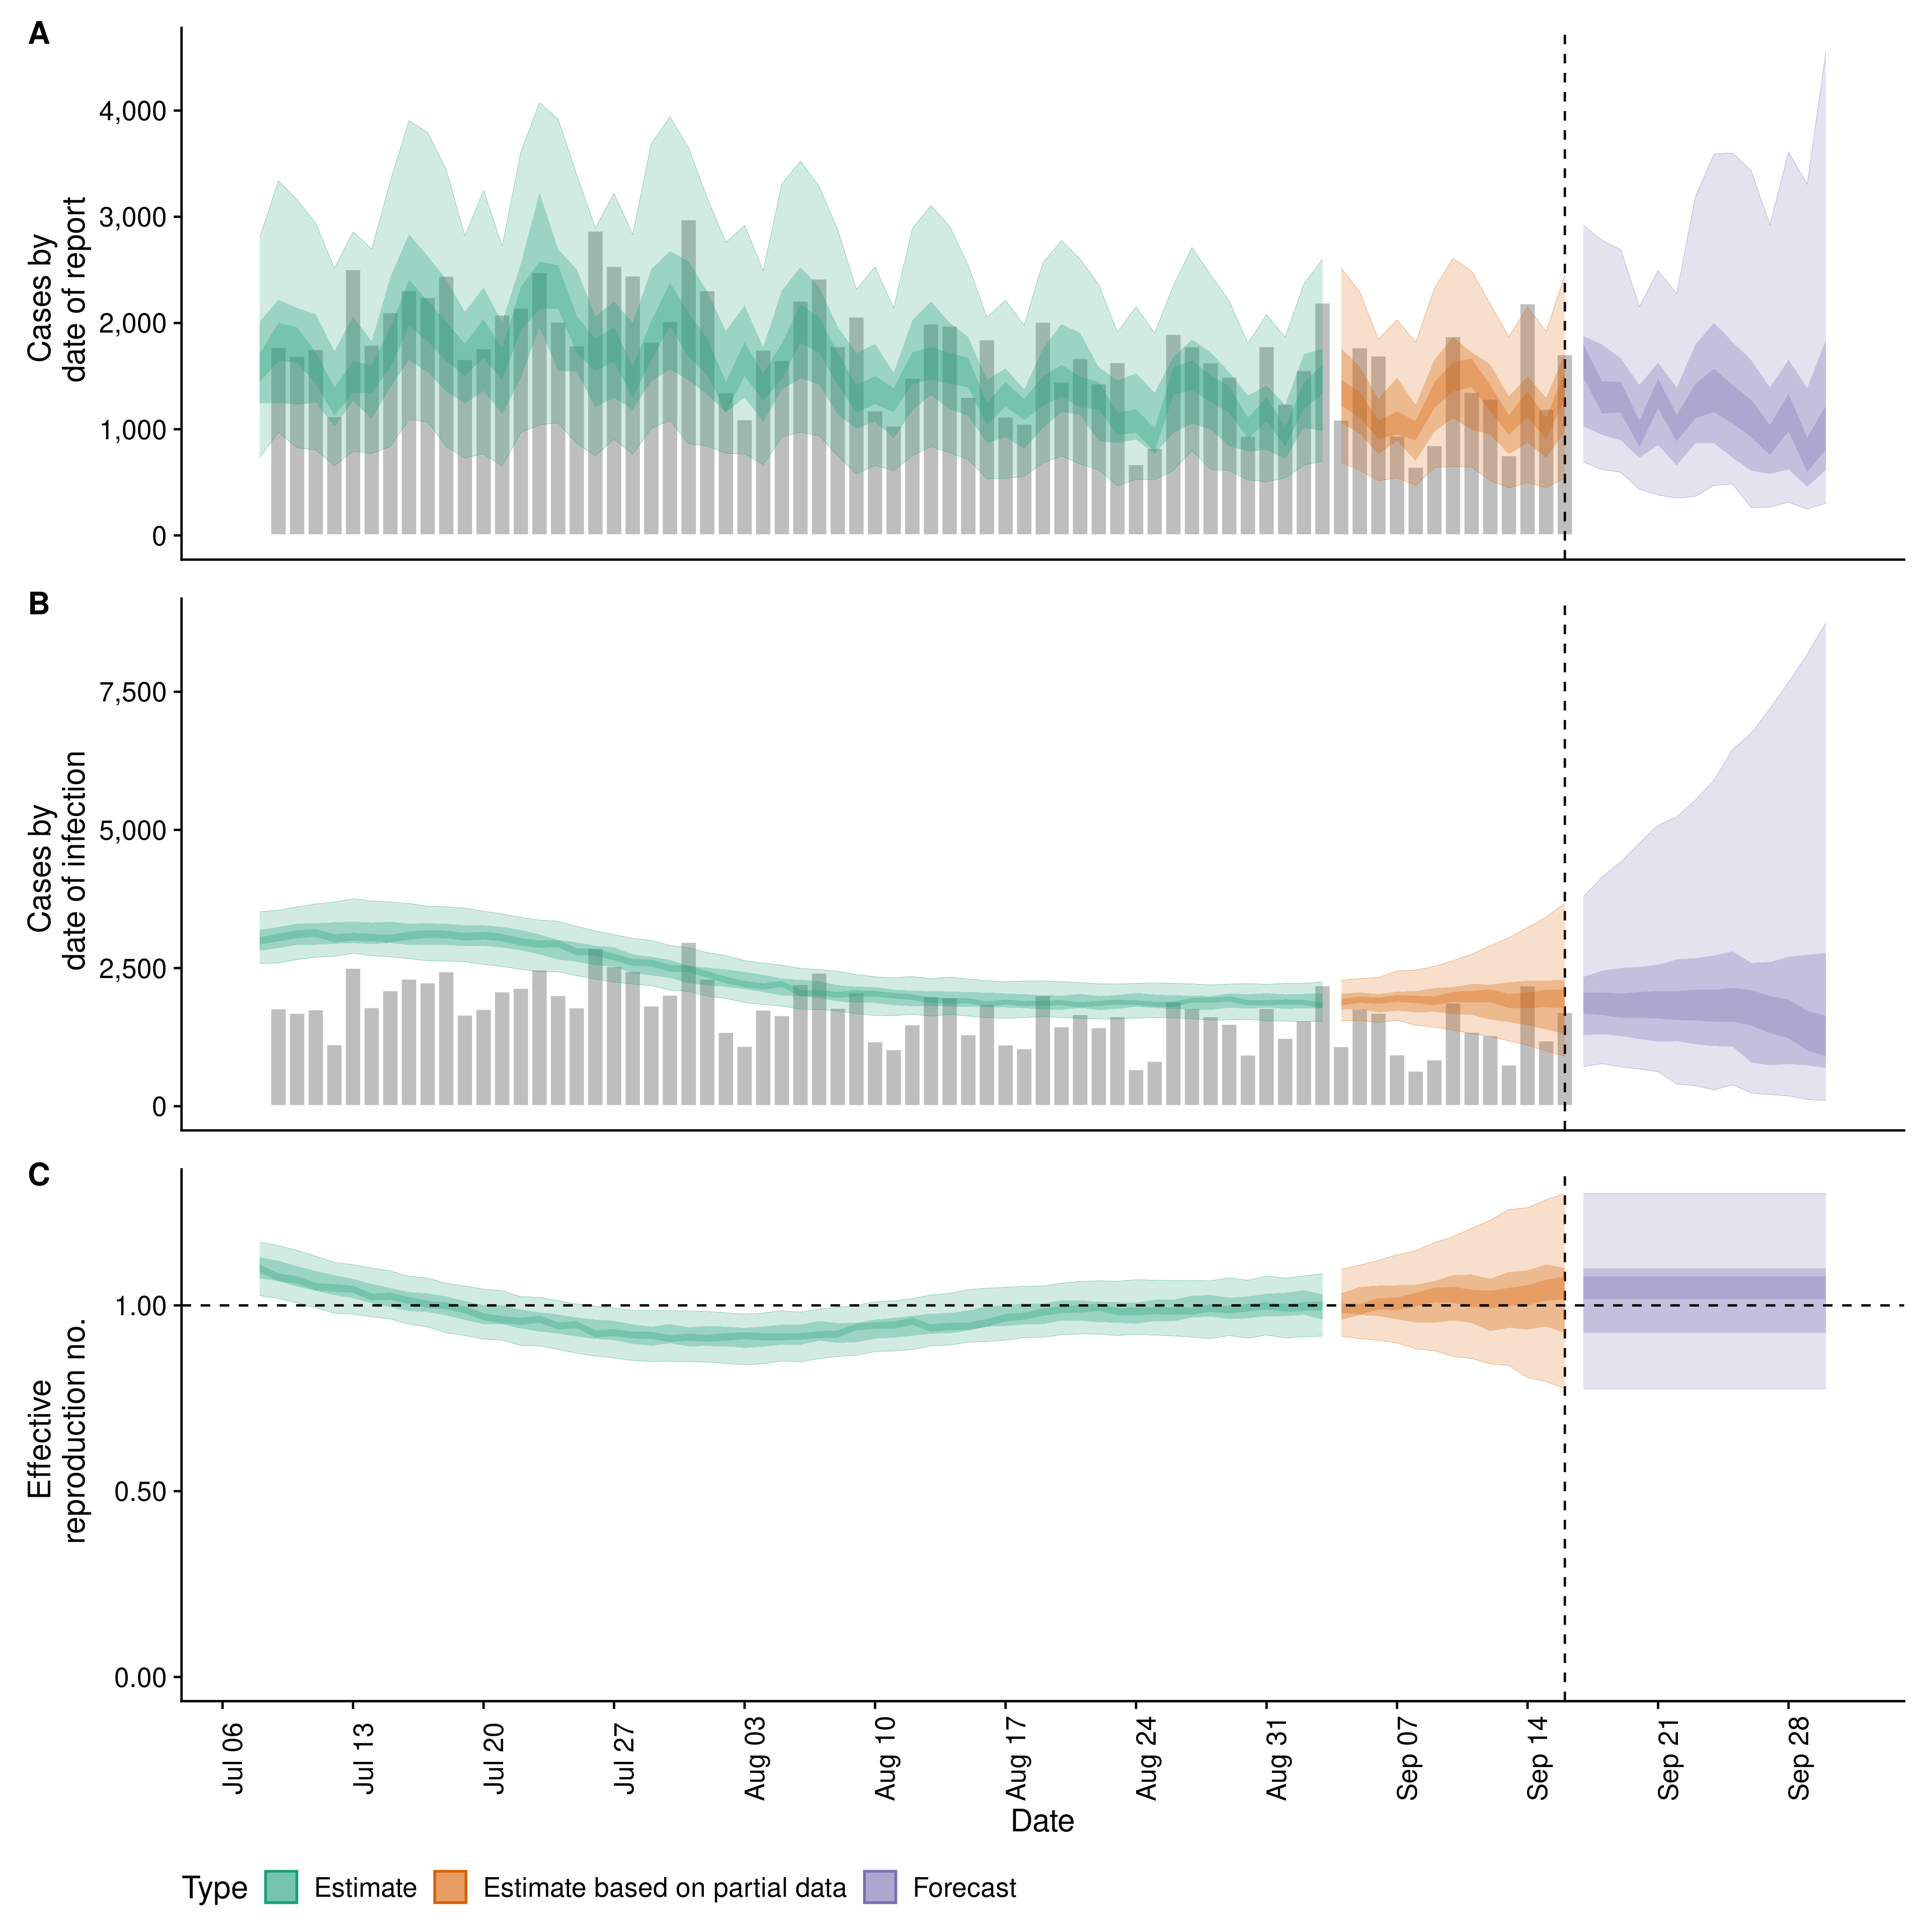 A
Cases by
date of report
4,000
3,000
2,000
1,000
0
B
Cases by
date of infection
7,500
5,000
2,500
0
C
Effective
reproduction no.
1.00
0.50
0.00
Jul 06
Jul 13
Jul 20
Jul 27
Aug 03
Aug 10
Aug 17
Aug 24
Aug 31
Sep 07
Sep 14
Sep 21
Sep 28
Date
Type Estimate Estimate based on partial data Forecast